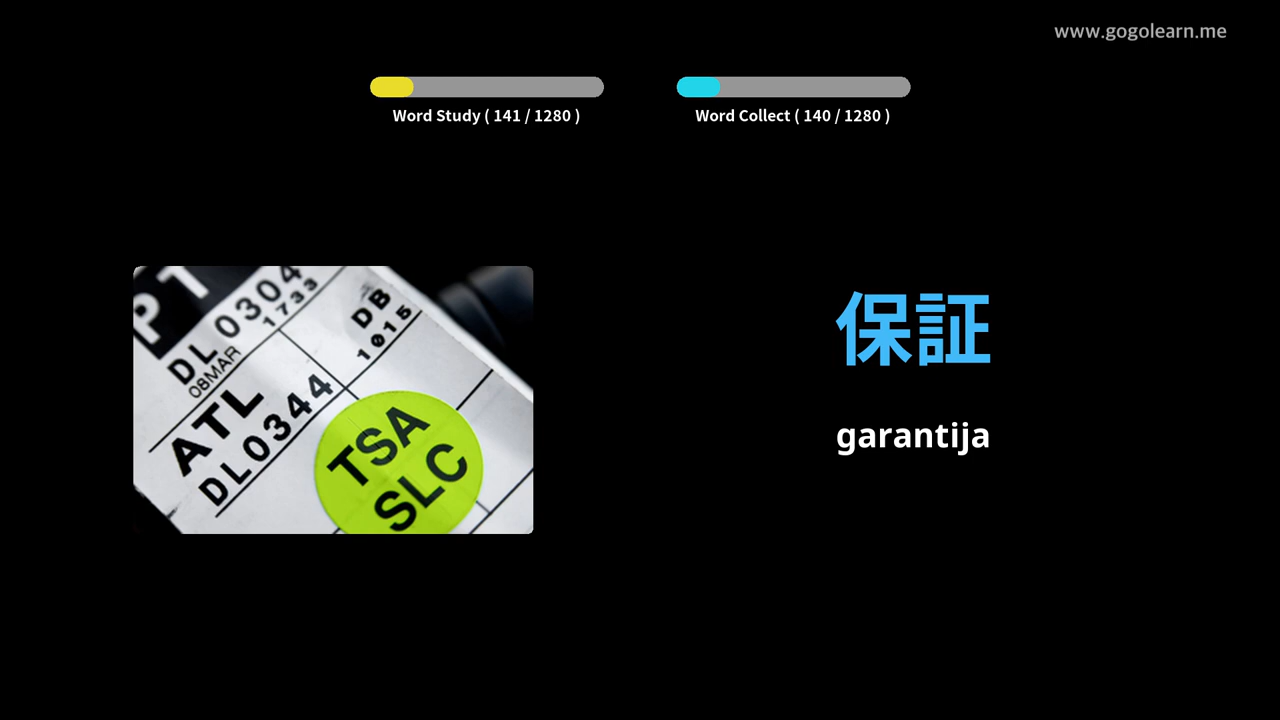 www.gogolearn.me
Word Study ( 141 / 1280 )
Word Collect ( 140 / 1280 )
P1
DL0304
1733
08MAR
DB
1015
ATL
DL0344
TSA
SLC
保証
garantija